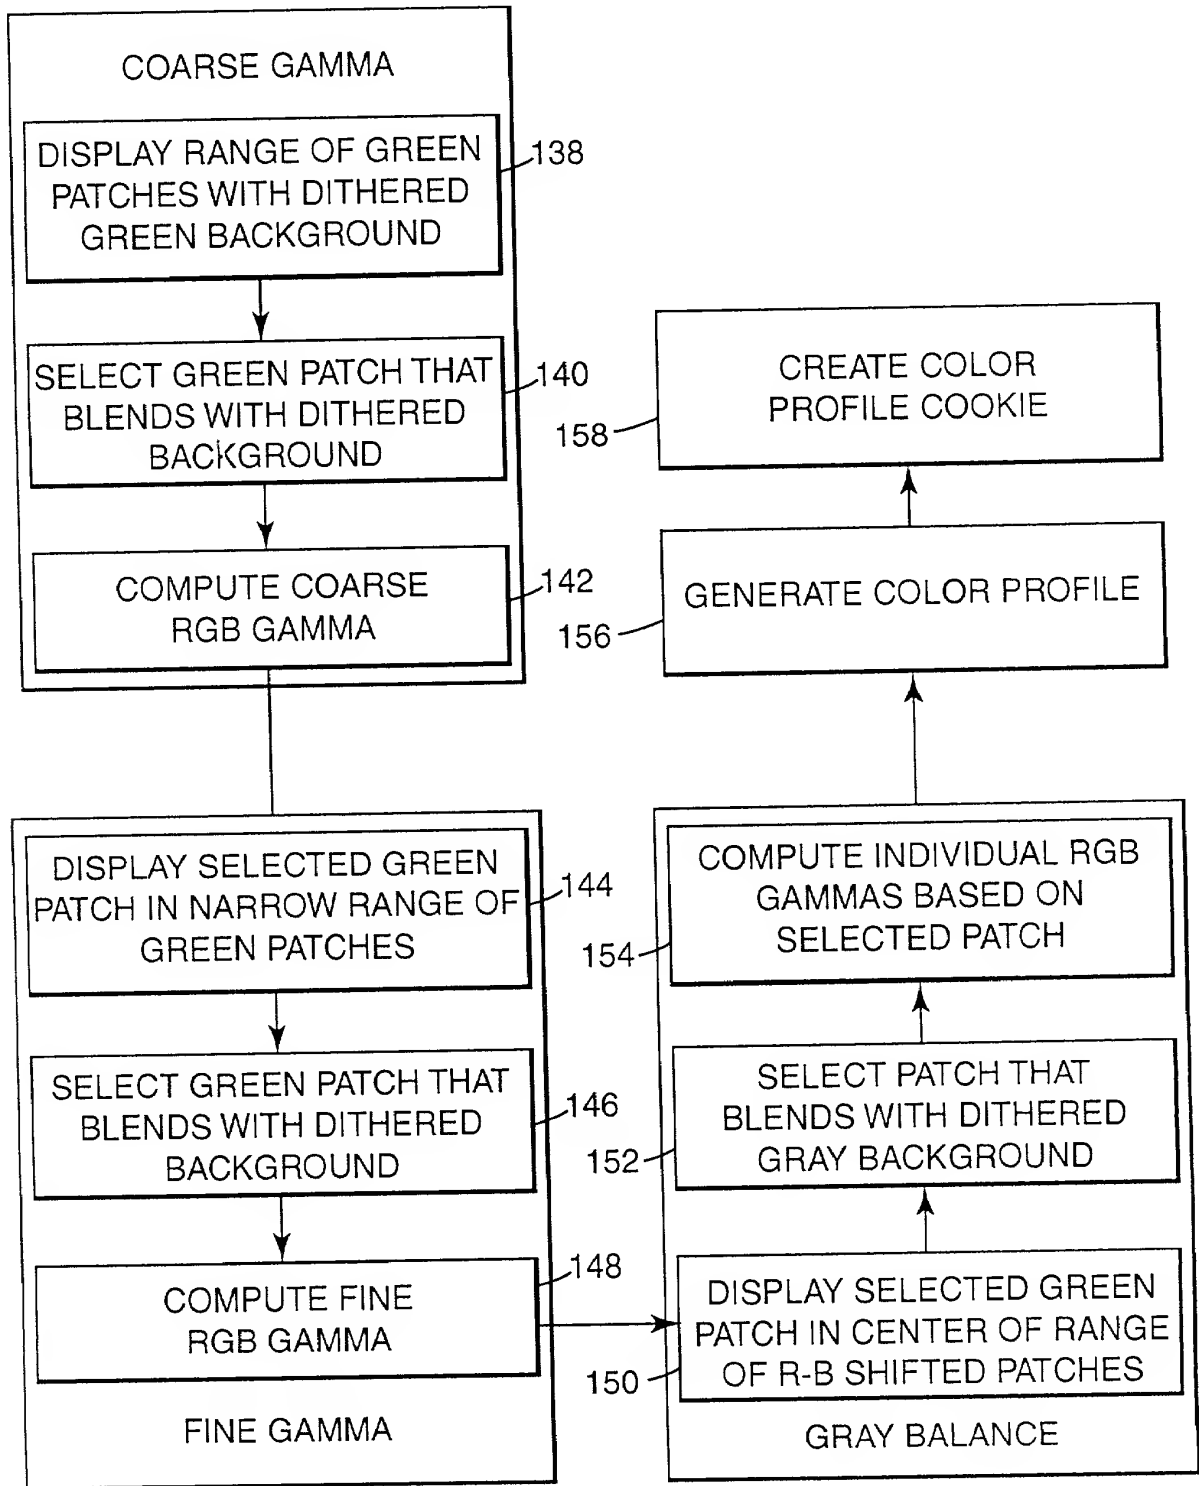 COARSE GAMMA
DISPLAY RANGE OF GREEN
PATCHES WITH DITHERED
GREEN BACKGROUND
138
SELECT GREEN PATCH THAT
BLENDS WITH DITHERED
BACKGROUND
140
COMPUTE COARSE
RGB GAMMA
142
DISPLAY SELECTED GREEN
PATCH IN NARROW RANGE OF
GREEN PATCHES
144
SELECT GREEN PATCH THAT
BLENDS WITH DITHERED
BACKGROUND
146
COMPUTE FINE
RGB GAMMA
148
FINE GAMMA
DISPLAY SELECTED GREEN
PATCH IN CENTER OF RANGE
OF R-B SHIFTED PATCHES
150
GRAY BALANCE
SELECT PATCH THAT
BLENDS WITH DITHERED
GRAY BACKGROUND
152
COMPUTE INDIVIDUAL RGB
GAMMAS BASED ON
SELECTED PATCH
154
GENERATE COLOR PROFILE
156
CREATE COLOR
PROFILE COOKIE
158